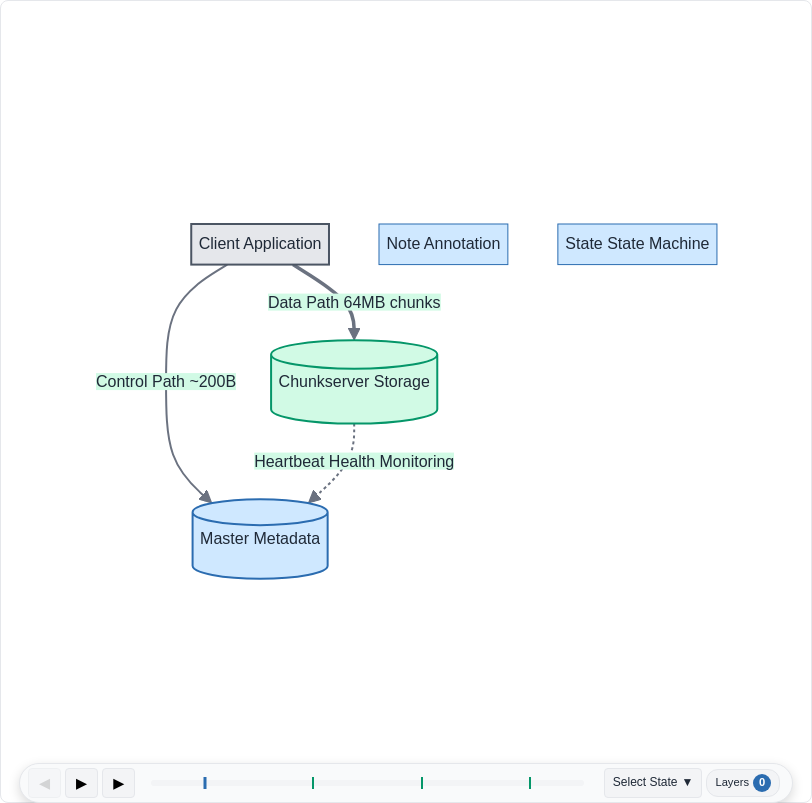 Client Application
Note Annotation
State State Machine
Data Path 64MB chunks
Control Path ~200B
Chunkserver Storage
Heartbeat Health Monitoring
Master Metadata
Select State ▼
Layers 0